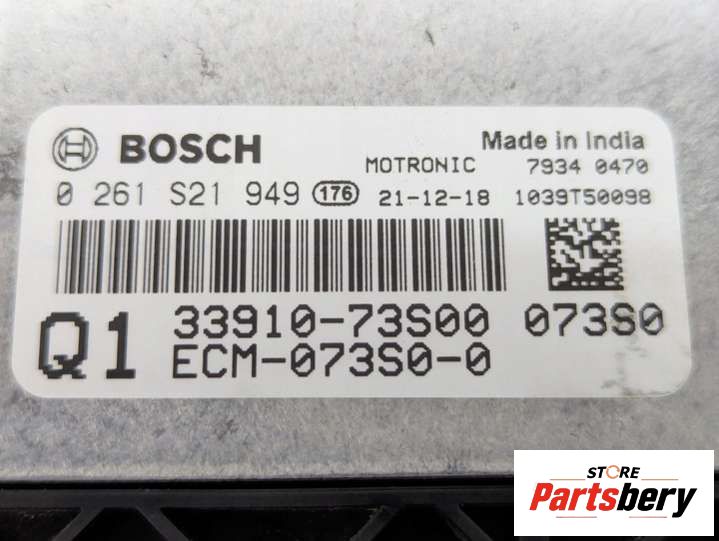 BOSCH
Made in India
MOTRONIC 7934 0470
0 261 S21 949 176 21-12-18 1039T50098
Q1 33910-73S00 073S0
ECM-073S0-0
STORE
Partsbery